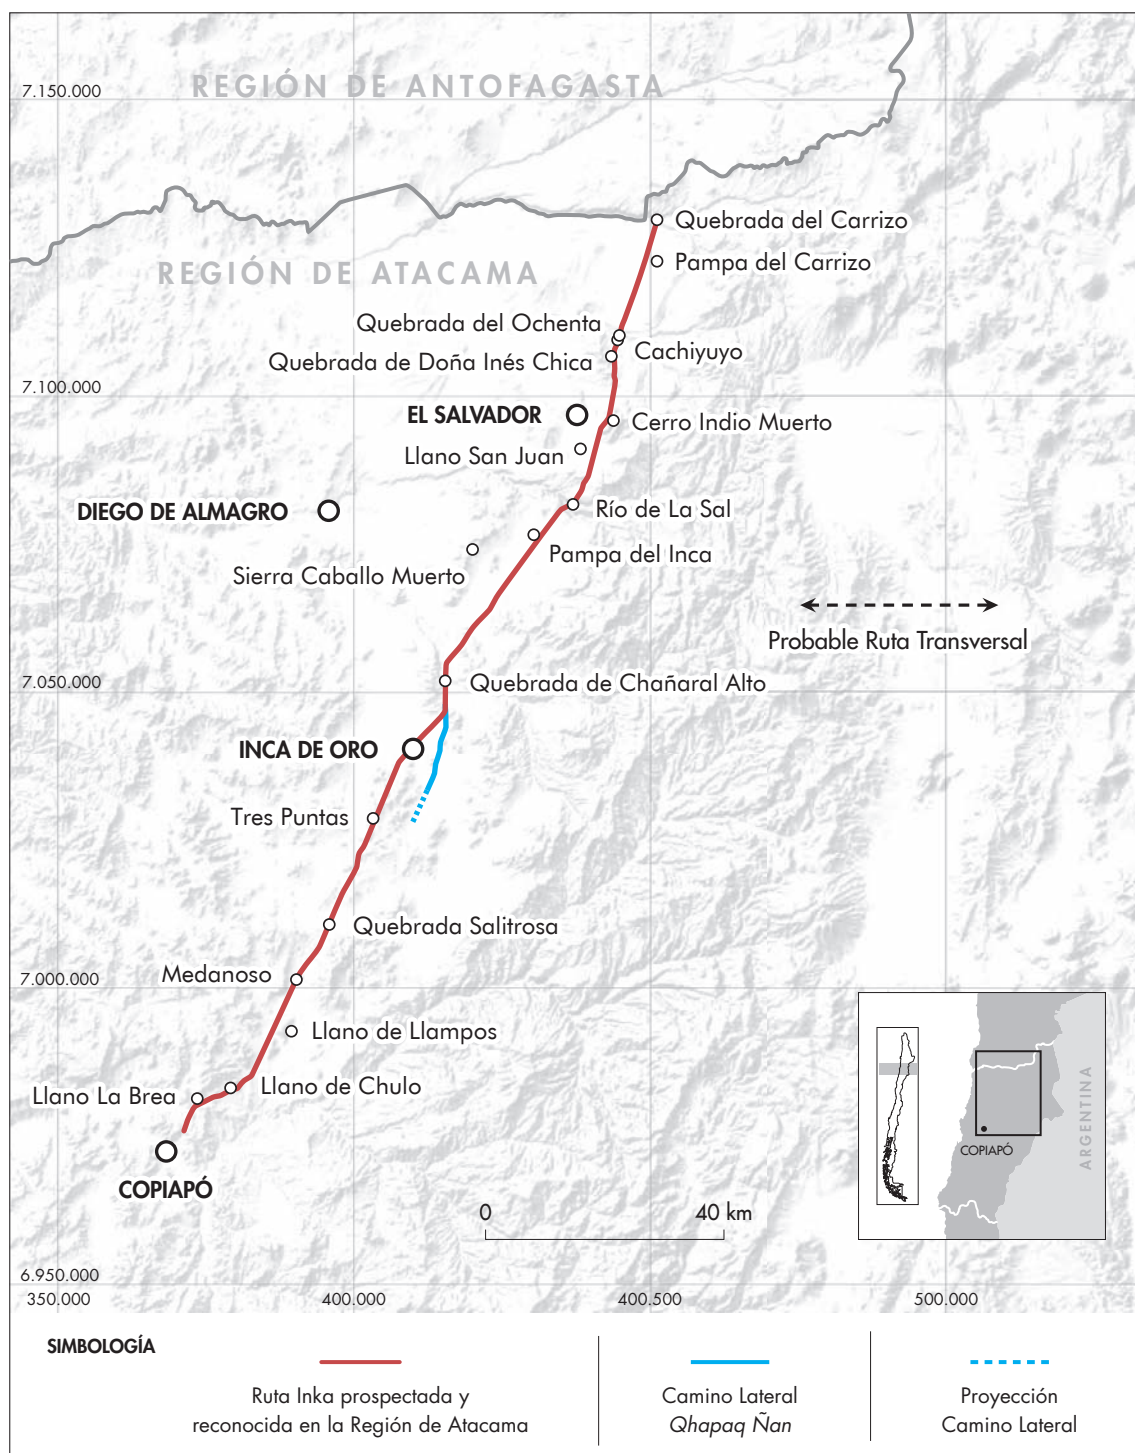 REGIÓN DE ANTOFAGASTA
7.150.000
Quebrada del Carrizo
Pampa del Carrizo
REGIÓN DE ATACAMA
Quebrada del Ochenta
Cachiyuyo
Quebrada de Doña Inés Chica
7.100.000
EL SALVADOR
Cerro Indio Muerto
Llano San Juan
DIEGO DE ALMAGRO
Río de La Sal
Pampa del Inca
Sierra Caballo Muerto
Probable Ruta Transversal
7.050.000
Quebrada de Chañaral Alto
INCA DE ORO
Tres Puntas
Quebrada Salitrosa
Medanoso
7.000.000
Llano de Llampos
Llano de Chulo
Llano La Brea
COPIAPÓ
ARGENTINA
COPIAPÓ
0 40 km
6.950.000
350.000 400.000 400.500 500.000
SIMBOLOGÍA
Ruta Inka prospectada y
reconocida en la Región de Atacama
Camino Lateral
Qhapaq Ñan
Proyección
Camino Lateral